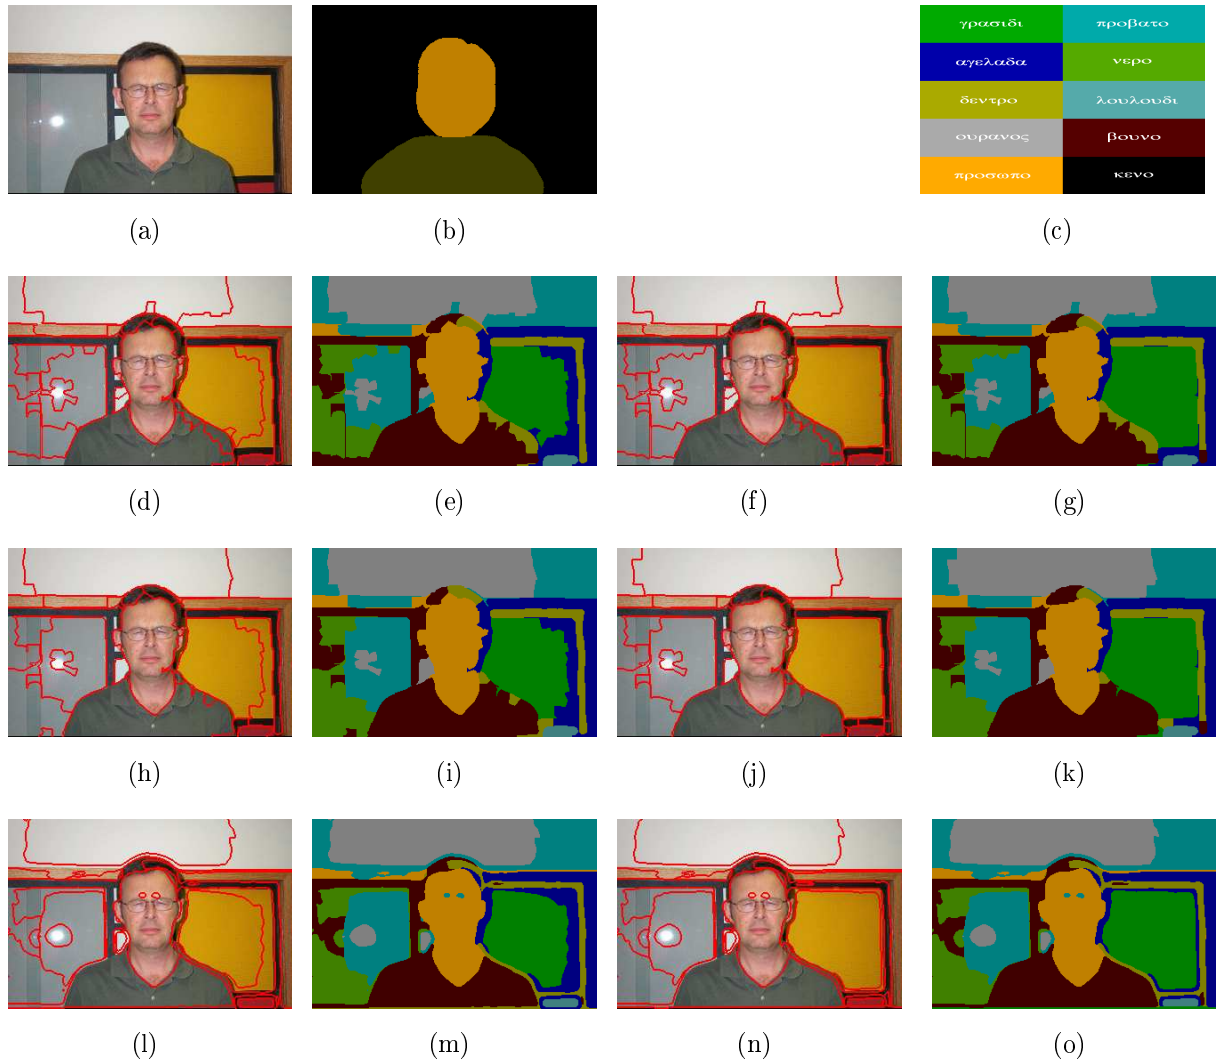 γρασιδι προβατο
αγελαδα νερο
δεντρο λουλουδι
ουρανος βουνο
προσωπο κενο
(a) (b) (c)
(d) (e) (f) (g)
(h) (i) (j) (k)
(l) (m) (n) (o)